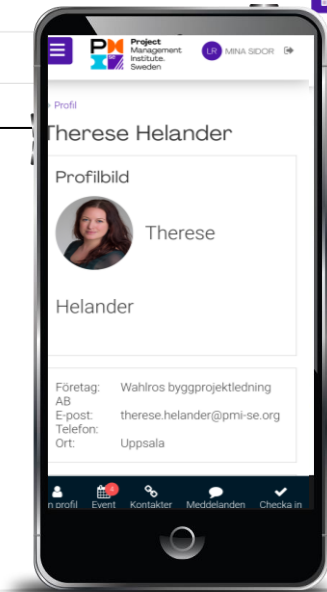 Project
Management
Institute.
Sweden
LR MINA SIDOR
> Profil
Therese Helander
Profilbild
Therese
Helander
Företag: Wahlros byggprojektledning
AB
E-post: therese.helander@pmi-se.org
Telefon:
Ort: Uppsala
4
n profil Event Kontakter Meddelanden Checka in